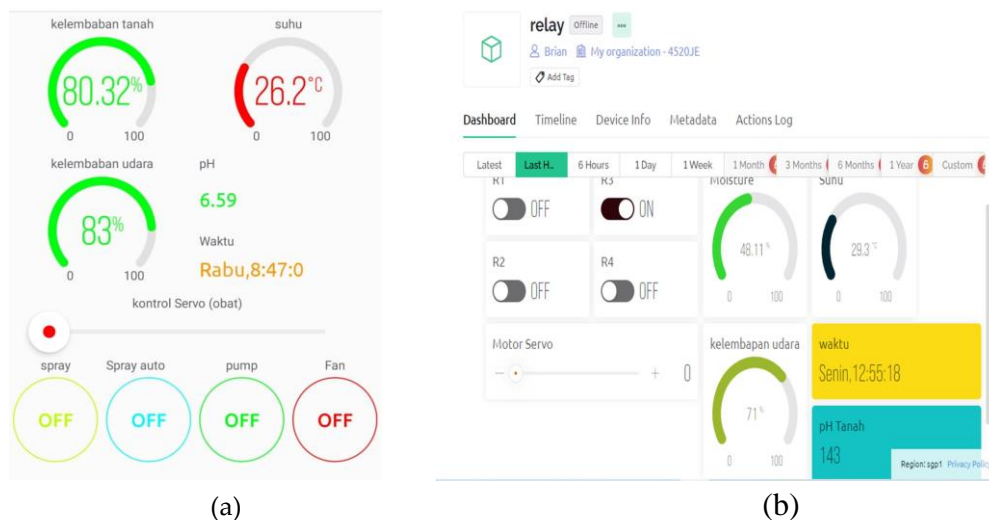 kelembaban tanah
suhu
80.32%
26.2°C
0 100
0 100
kelembaban udara
pH
83%
6.59
Waktu
Rabu,8:47:0
0 100
kontrol Servo (obat)
spray
Spray auto
pump
Fan
OFF
OFF
OFF
OFF
(a)
relay Offline
Brian My organization - 4520JE
Add Tag
Dashboard Timeline Device Info Metadata Actions Log
Latest Last H.. 6 Hours 1 Day 1 Week 1 Month 3 Months 6 Months 1 Year 6 Custom
R1
R3
Moisture
Suhu
OFF
ON
48.11 %
29.3 °C
0 100
0 100
R2
R4
OFF
OFF
Motor Servo
0
kelembapan udara
71 %
0 100
waktu
Senin,12:55:18
pH Tanah
143
Region: sgp1 Privacy Polic
(b)